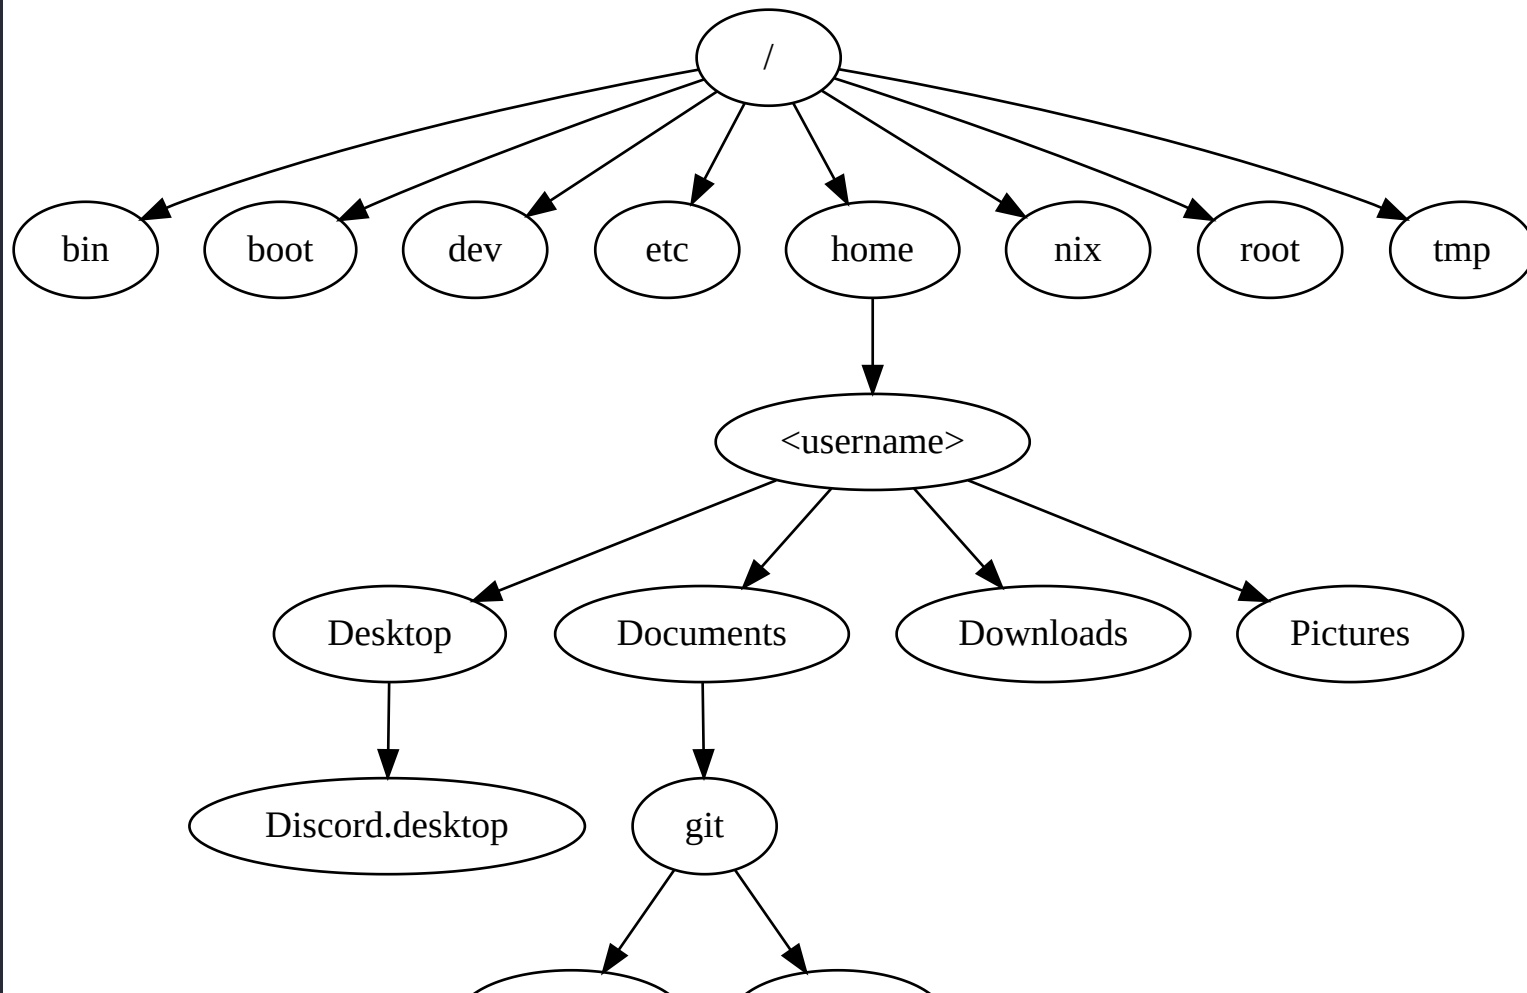 /
bin boot dev etc home nix root tmp
<username>
Desktop Documents Downloads Pictures
Discord.desktop git